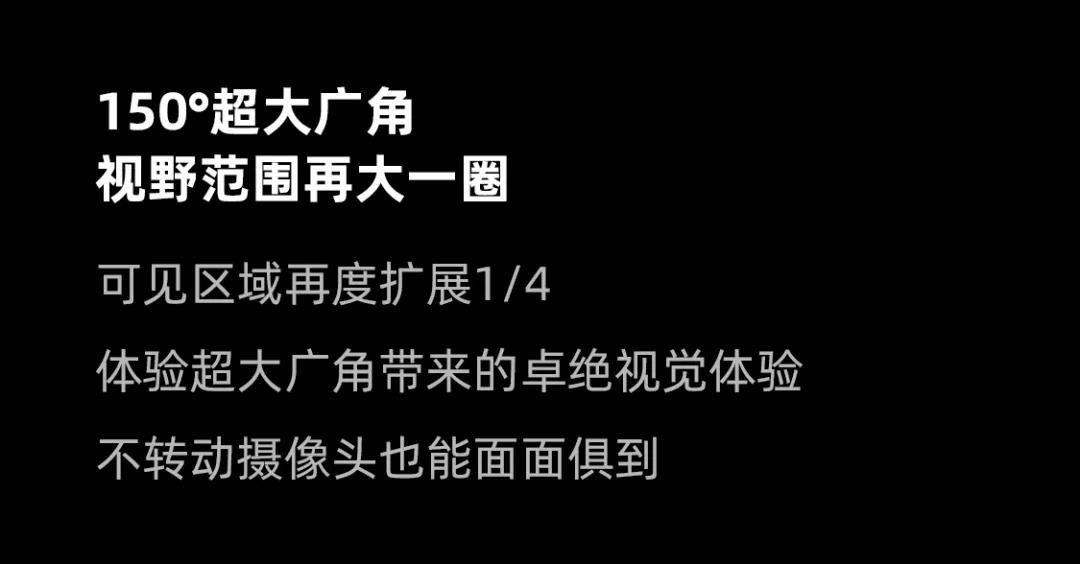 150°超大广角
视野范围再大一圈
可见区域再度扩展1/4
体验超大广角带来的卓绝视觉体验
不转动摄像头也能面面俱到